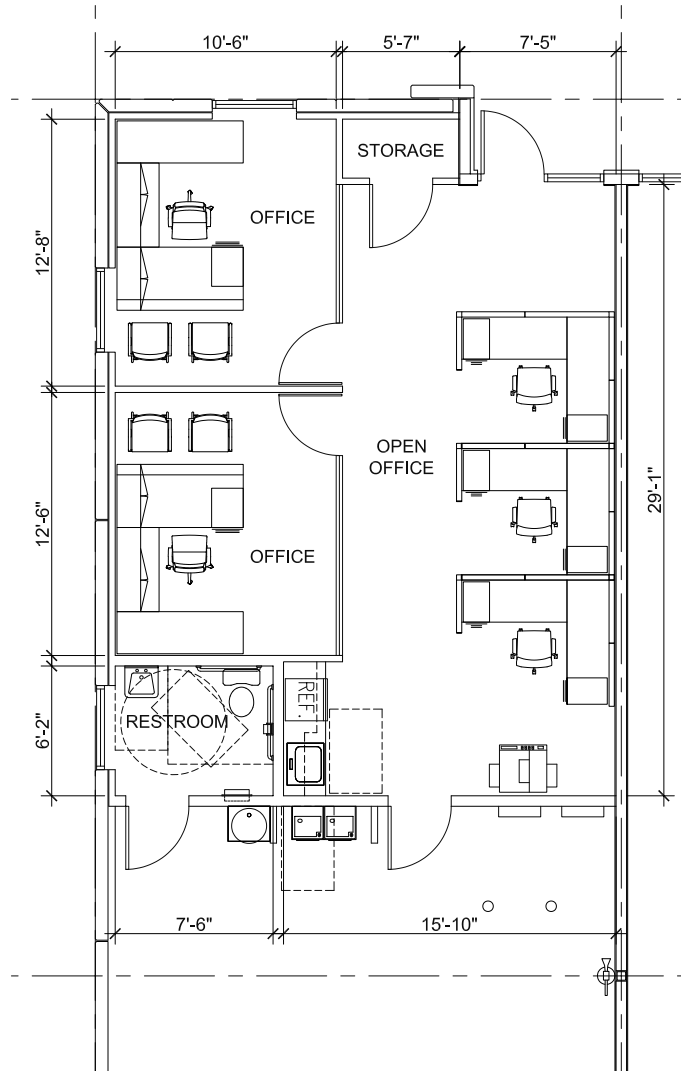 10'-6"
5'-7"
7'-5"
STORAGE
OFFICE
12'-8"
OPEN
OFFICE
29'-1"
12'-6"
OFFICE
REF.
RESTROOM
6'-2"
7'-6"
15'-10"